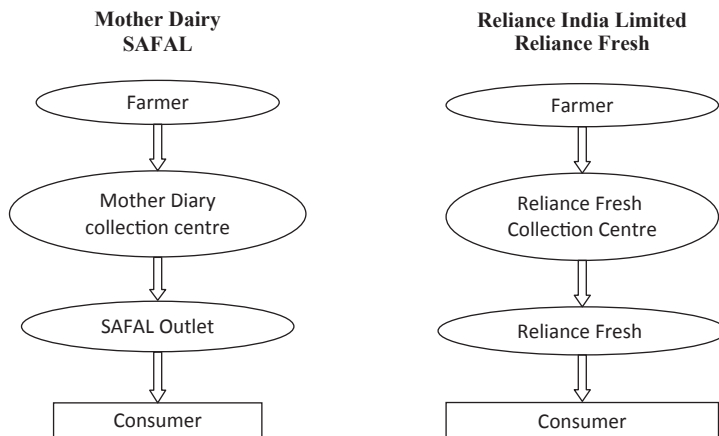 Mother Dairy
SAFAL
Farmer
Mother Diary
collection centre
SAFAL Outlet
Consumer
Reliance India Limited
Reliance Fresh
Farmer
Reliance Fresh
Collection Centre
Reliance Fresh
Consumer